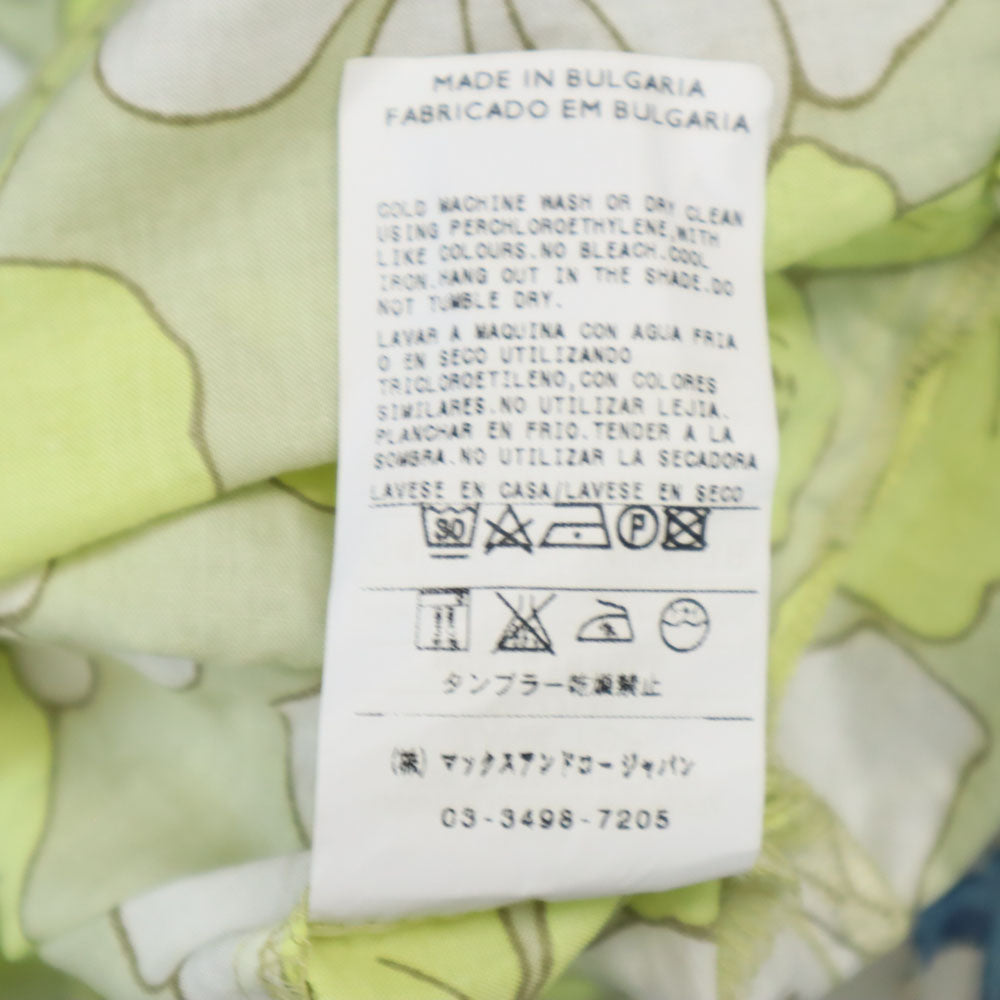 MADE IN BULGARIA
FABRICADO EM BULGARIA
COLD MACHINE WASH OR DRY CLEAN
USING PERCHLOROETHYLENE,WITH
LIKE COLOURS.NO BLEACH.COOL
IRON.HANG OUT IN THE SHADE.DO
NOT TUMBLE DRY.
LAVAR A MAQUINA CON AGUA FRIA
O EN SECO UTILIZANDO
TRICLOROETILENO,CON COLORES
SIMILARES.NO UTILIZAR LEJIA.
PLANCHAR EN FRIO.TENDER A LA
SOMBRA.NO UTILIZAR LA SECADORA
LAVESE EN CASA/LAVESE EN SECO
30 P
タンブラー乾燥禁止
(株) マックスアンドコー ジャパン
03-3498-7205